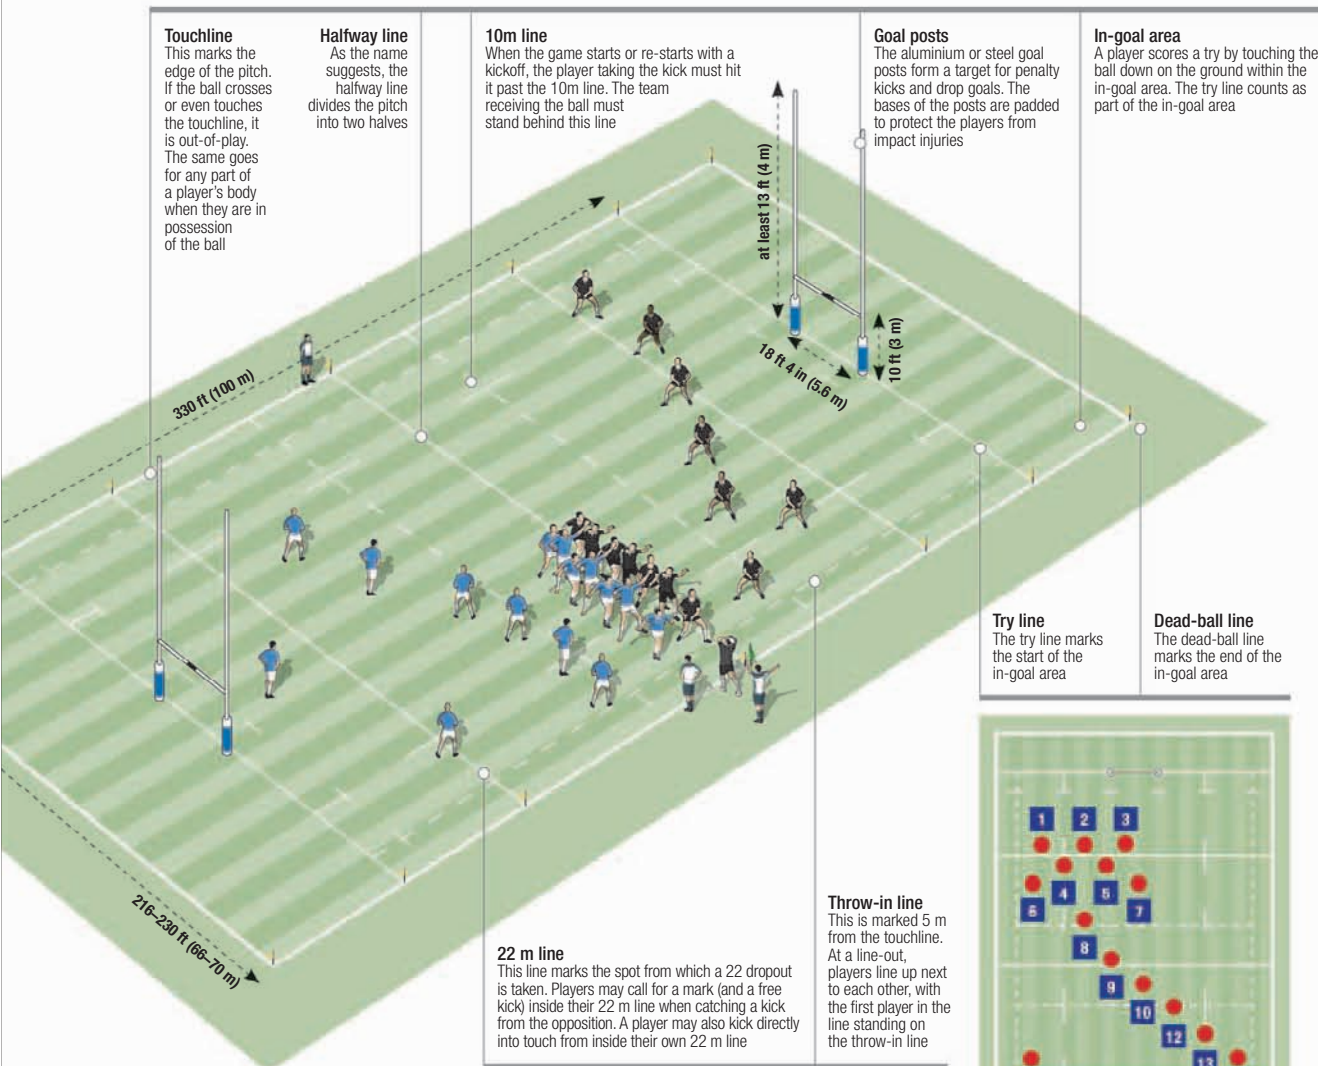 Touchline
This marks the
edge of the pitch.
If the ball crosses
or even touches
the touchline, it
is out-of-play.
The same goes
for any part of
a player's body
when they are in
possession
of the ball
Halfway line
As the name
suggests, the
halfway line
divides the pitch
into two halves
10m line
When the game starts or re-starts with a
kickoff, the player taking the kick must hit
it past the 10m line. The team
receiving the ball must
stand behind this line
Goal posts
The aluminium or steel goal
posts form a target for penalty
kicks and drop goals. The
bases of the posts are padded
to protect the players from
impact injuries
In-goal area
A player scores a try by touching the
ball down on the ground within the
in-goal area. The try line counts as
part of the in-goal area
at least 13 ft (4 m)
10 ft (3 m)
18 ft 4 in (5.6 m)
330 ft (100 m)
216–230 ft (66–70 m)
Try line
The try line marks
the start of the
in-goal area
Dead-ball line
The dead-ball line
marks the end of the
in-goal area
22 m line
This line marks the spot from which a 22 dropout
is taken. Players may call for a mark (and a free
kick) inside their 22 m line when catching a kick
from the opposition. A player may also kick directly
into touch from inside their own 22 m line
Throw-in line
This is marked 5 m
from the touchline.
At a line-out,
players line up next
to each other, with
the first player in the
line standing on
the throw-in line
1 2 3
4 5
6 7
8
9
10
12
13